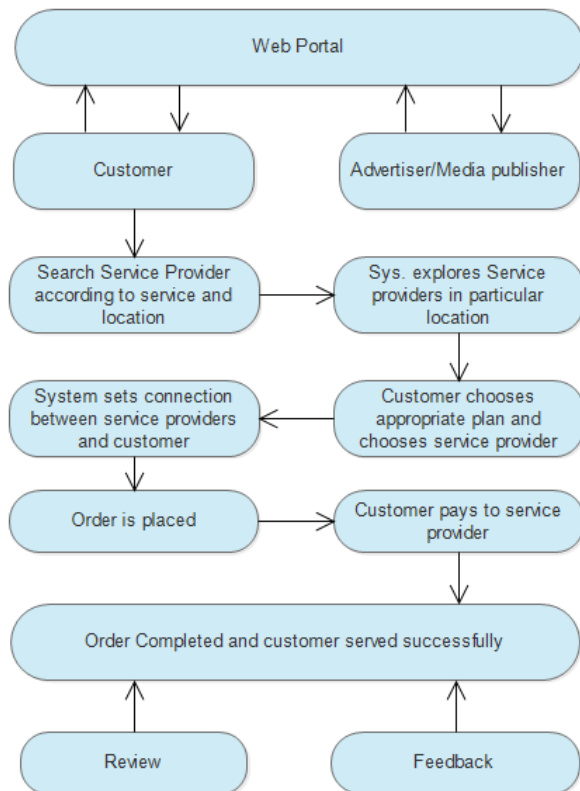 Web Portal
Customer
Advertiser/Media publisher
Search Service Provider
according to service and
location
Sys. explores Service
providers in particular
location
System sets connection
between service providers
and customer
Customer chooses
appropriate plan and
chooses service provider
Order is placed
Customer pays to service
provider
Order Completed and customer served successfully
Review
Feedback